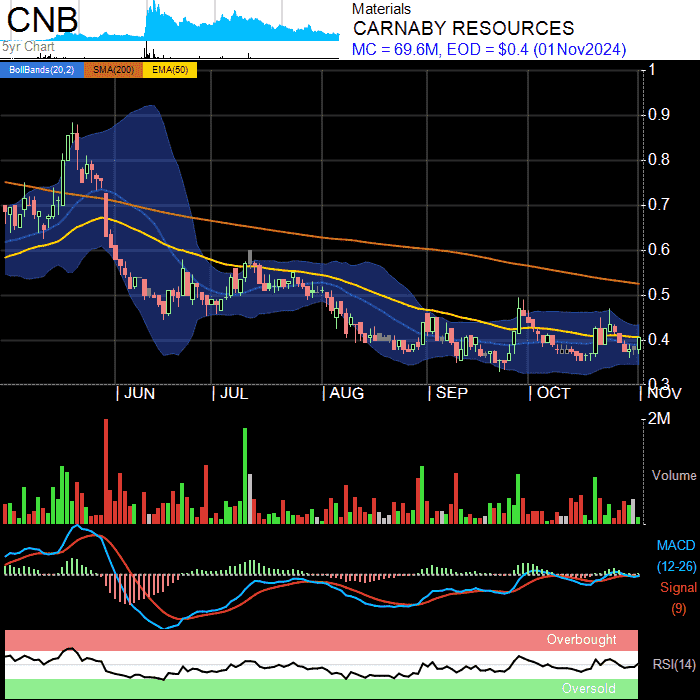 CNB
5yr Chart
Materials
CARNABY RESOURCES
MC = 69.6M, EOD = $0.4 (01Nov2024)
BollBands(20,2) SMA(200) EMA(50)
1
0.9
0.8
0.7
0.6
0.5
0.4
0.3
| JUN | JUL | AUG | SEP | OCT | NOV
2M
Volume
MACD
(12-26)
Signal
(9)
Overbought
RSI(14)
Oversold